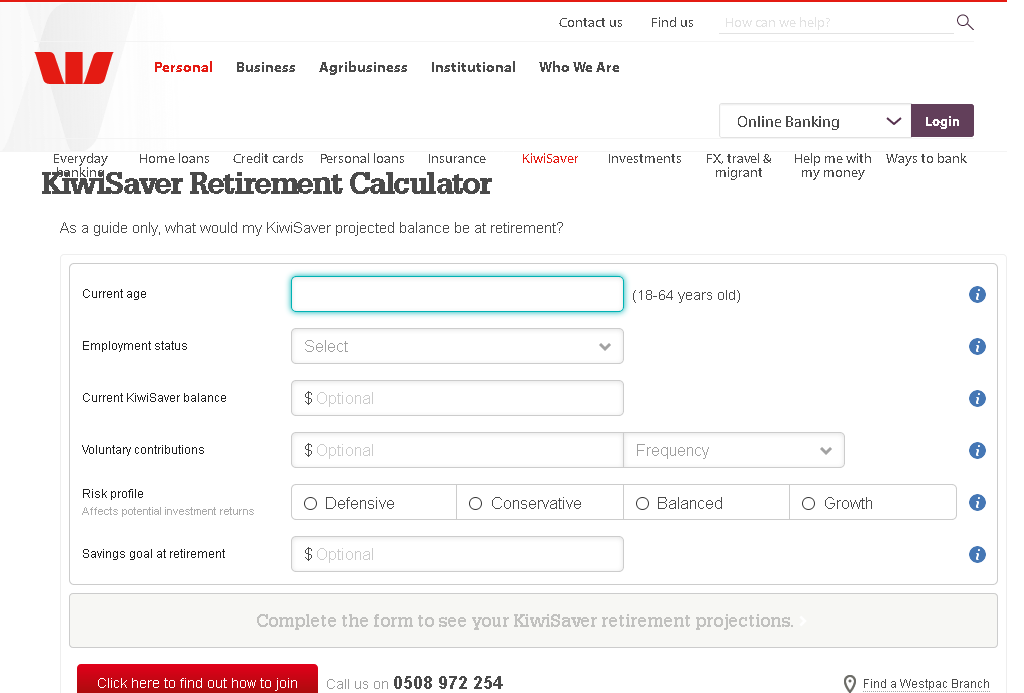 Contact us Find us How can we help?
Personal Business Agribusiness Institutional Who We Are
Online Banking Login
Everyday banking Home loans Credit cards Personal loans Insurance KiwiSaver Investments FX, travel & migrant Help me with my money Ways to bank
KiwiSaver Retirement Calculator
As a guide only, what would my KiwiSaver projected balance be at retirement?
Current age (18-64 years old)
Employment status Select
Current KiwiSaver balance $ Optional
Voluntary contributions $ Optional Frequency
Risk profile Defensive Conservative Balanced Growth
Affects potential investment returns
Savings goal at retirement $ Optional
Complete the form to see your KiwiSaver retirement projections.
Click here to find out how to join Call us on 0508 972 254 Find a Westpac Branch